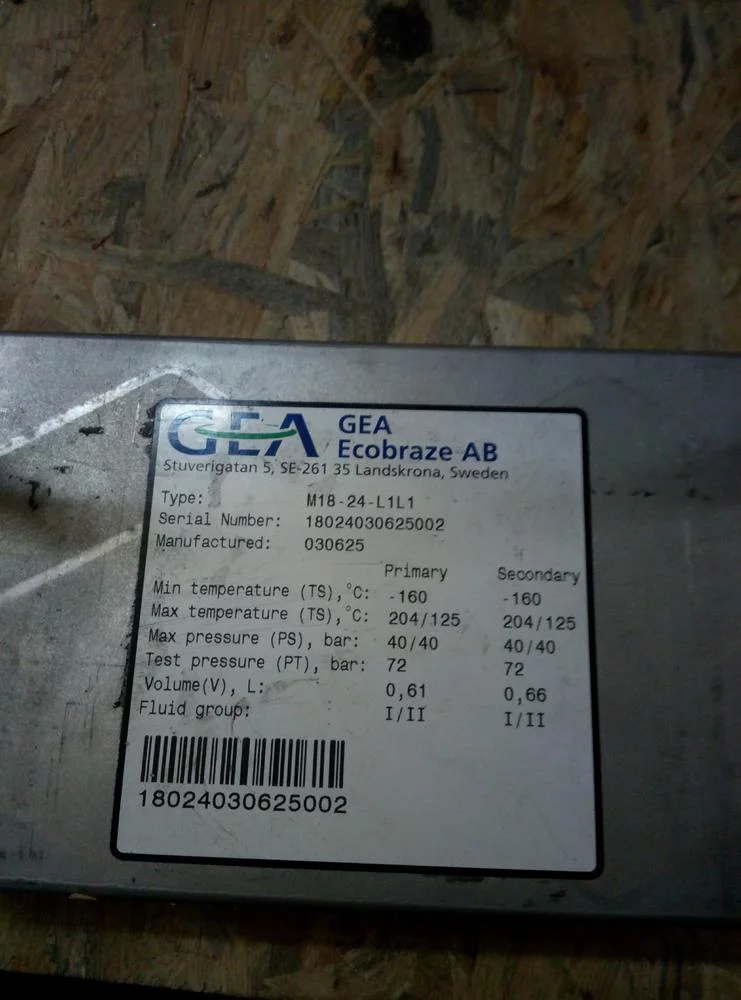 GEA
GEA
Ecobraze AB
Stuverigatan 5, SE-261 35 Landskrona, Sweden
Type: M18-24-L1L1
Serial Number: 18024030625002
Manufactured: 030625
Primary Secondary
Min temperature (TS),°C: -160 -160
Max temperature (TS),°C: 204/125 204/125
Max pressure (PS), bar: 40/40 40/40
Test pressure (PT), bar: 72 72
Volume(V), L: 0,61 0,66
Fluid group: I/II I/II
18024030625002